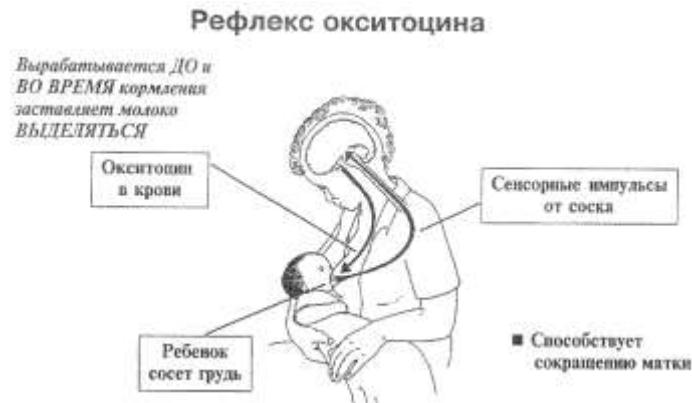 Рефлекс окситоцина
Вырабатывается ДО и
ВО ВРЕМЯ кормления
заставляет молоко
ВЫДЕЛЯТЬСЯ
Окситоцин
в крови
Сенсорные импульсы
от соска
Ребенок
сосет грудь
■ Способствует
сокращению матки